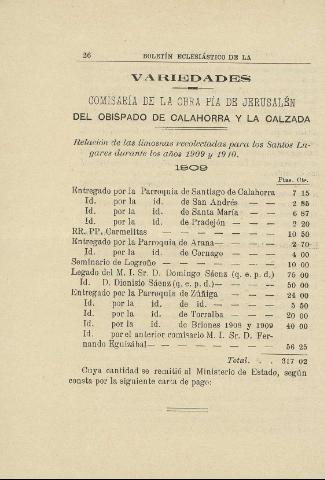 26 BOLETÍN ECLESIÁSTICO DE LA
VARIEDADES
COMISARÍA DE LA OBRA PÍA DE JERUSALÉN
DEL OBISPADO DE CALAHORRA Y LA CALZADA
Relación de las limosnas recolectadas para los Santos Lu-
gares durante los años 1909 y 1910.
1909
Ptas. Cts.
Entregado por la Parroquia de Santiago de Calahorra 7 15
Id. por la id. de San Andrés — — 2 85
Id. por la id. de Santa María — — 6 87
Id. por la id. de Pradejón — — 2 20
RR. PP. Carmelitas — — — — — — 10 50
Entregado por la Parroquia de Arana — — — 2 70
Id. por la id. de Cornago — — 4 00
Seminario de Logroño — — — — — 10 00
Legado del M. I. Sr. D. Domingo Sáenz (q. e. p. d.) 76 00
Id. D. Dionisio Sáenz (q. e. p. d.) — — — 50 00
Entregado por la Parroquia de Zúñiga — — 24 00
Id. por la id. de id. — — — 5 50
Id. por la id. de Torralba — — 20 00
Id. por la id. de Briones 1908 y 1909 40 00
Id. por el anterior comisario M. I. Sr. D. Fer-
nando Eguizábal — — — — — — 56 25
Total. . . 317 02
Cuya cantidad se remitió al Ministerio de Estado, según
consta por la siguiente carta de pago: